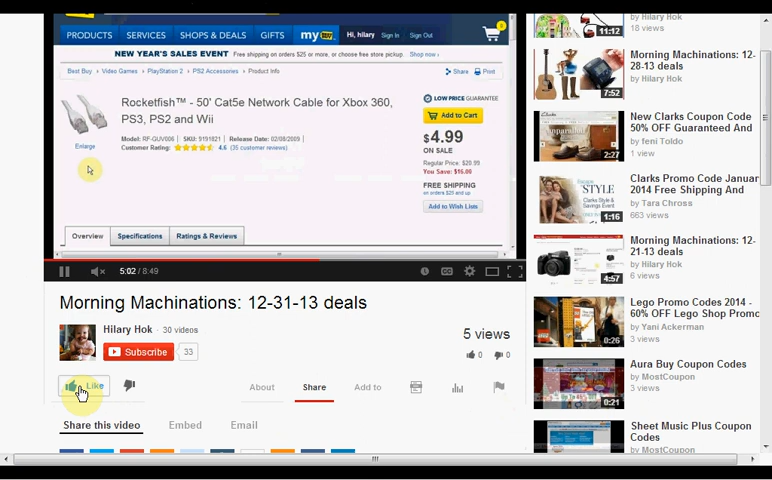 PRODUCTS SERVICES SHOPS & DEALS GIFTS my Hi, hilary Sign In Sign Out
NEW YEAR'S SALES EVENT Free shipping on orders $25 or more, or choose free store pickup. Shop now›
Best Buy › Video Games › PlayStation 2 › PS2 Accessories › Product Info
Share Print
Rocketfish™ - 50' Cat5e Network Cable for Xbox 360,
PS3, PS2 and Wii
Model: RF-GUV006 | SKU: 9191821 | Release Date: 02/08/2009
Customer Rating: 4.6 (35 customer reviews)
Enlarge
LOW PRICE GUARANTEE
Add to Cart
$4.99
ON SALE
Regular Price: $20.99
You Save: $16.00
FREE SHIPPING
on orders $25 and up
Add to Wish Lists
Overview Specifications Ratings & Reviews
5:02 / 8:49
Morning Machinations: 12-31-13 deals
Hilary Hok · 30 videos
Subscribe 33
5 views
0 0
Like
About Share Add to
Share this video Embed Email
by Hilary Hok
18 views
11:12
Morning Machinations: 12-
28-13 deals
by Hilary Hok
7:52
New Clarks Coupon Code
50% OFF Guaranteed And
by feni Toldo
1 view
2:27
Clarks Promo Code Januar
2014 Free Shipping And
by Tara Chross
663 views
STYLE
1:16
Morning Machinations: 12-
21-13 deals
by Hilary Hok
6 views
4:57
Lego Promo Codes 2014 -
60% OFF Lego Shop Promo
by Yani Ackerman
3 views
0:26
Aura Buy Coupon Codes
by MostCoupon
3 views
0:21
Sheet Music Plus Coupon
Codes
by MostCoupon